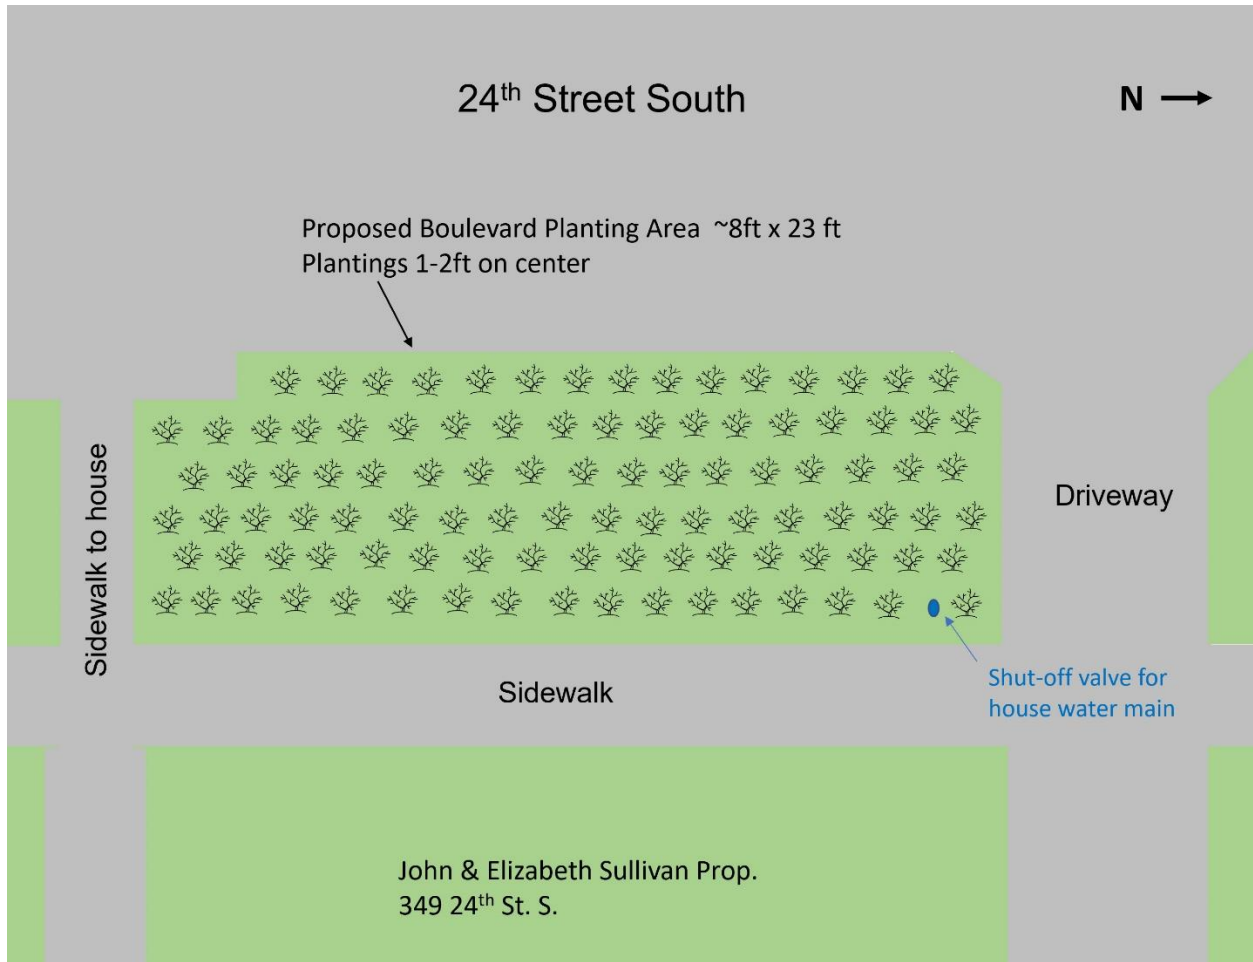 24th Street South
N
Proposed Boulevard Planting Area ~8ft x 23 ft
Plantings 1-2ft on center
Sidewalk to house
Driveway
Sidewalk
Shut-off valve for
house water main
John & Elizabeth Sullivan Prop.
349 24th St. S.